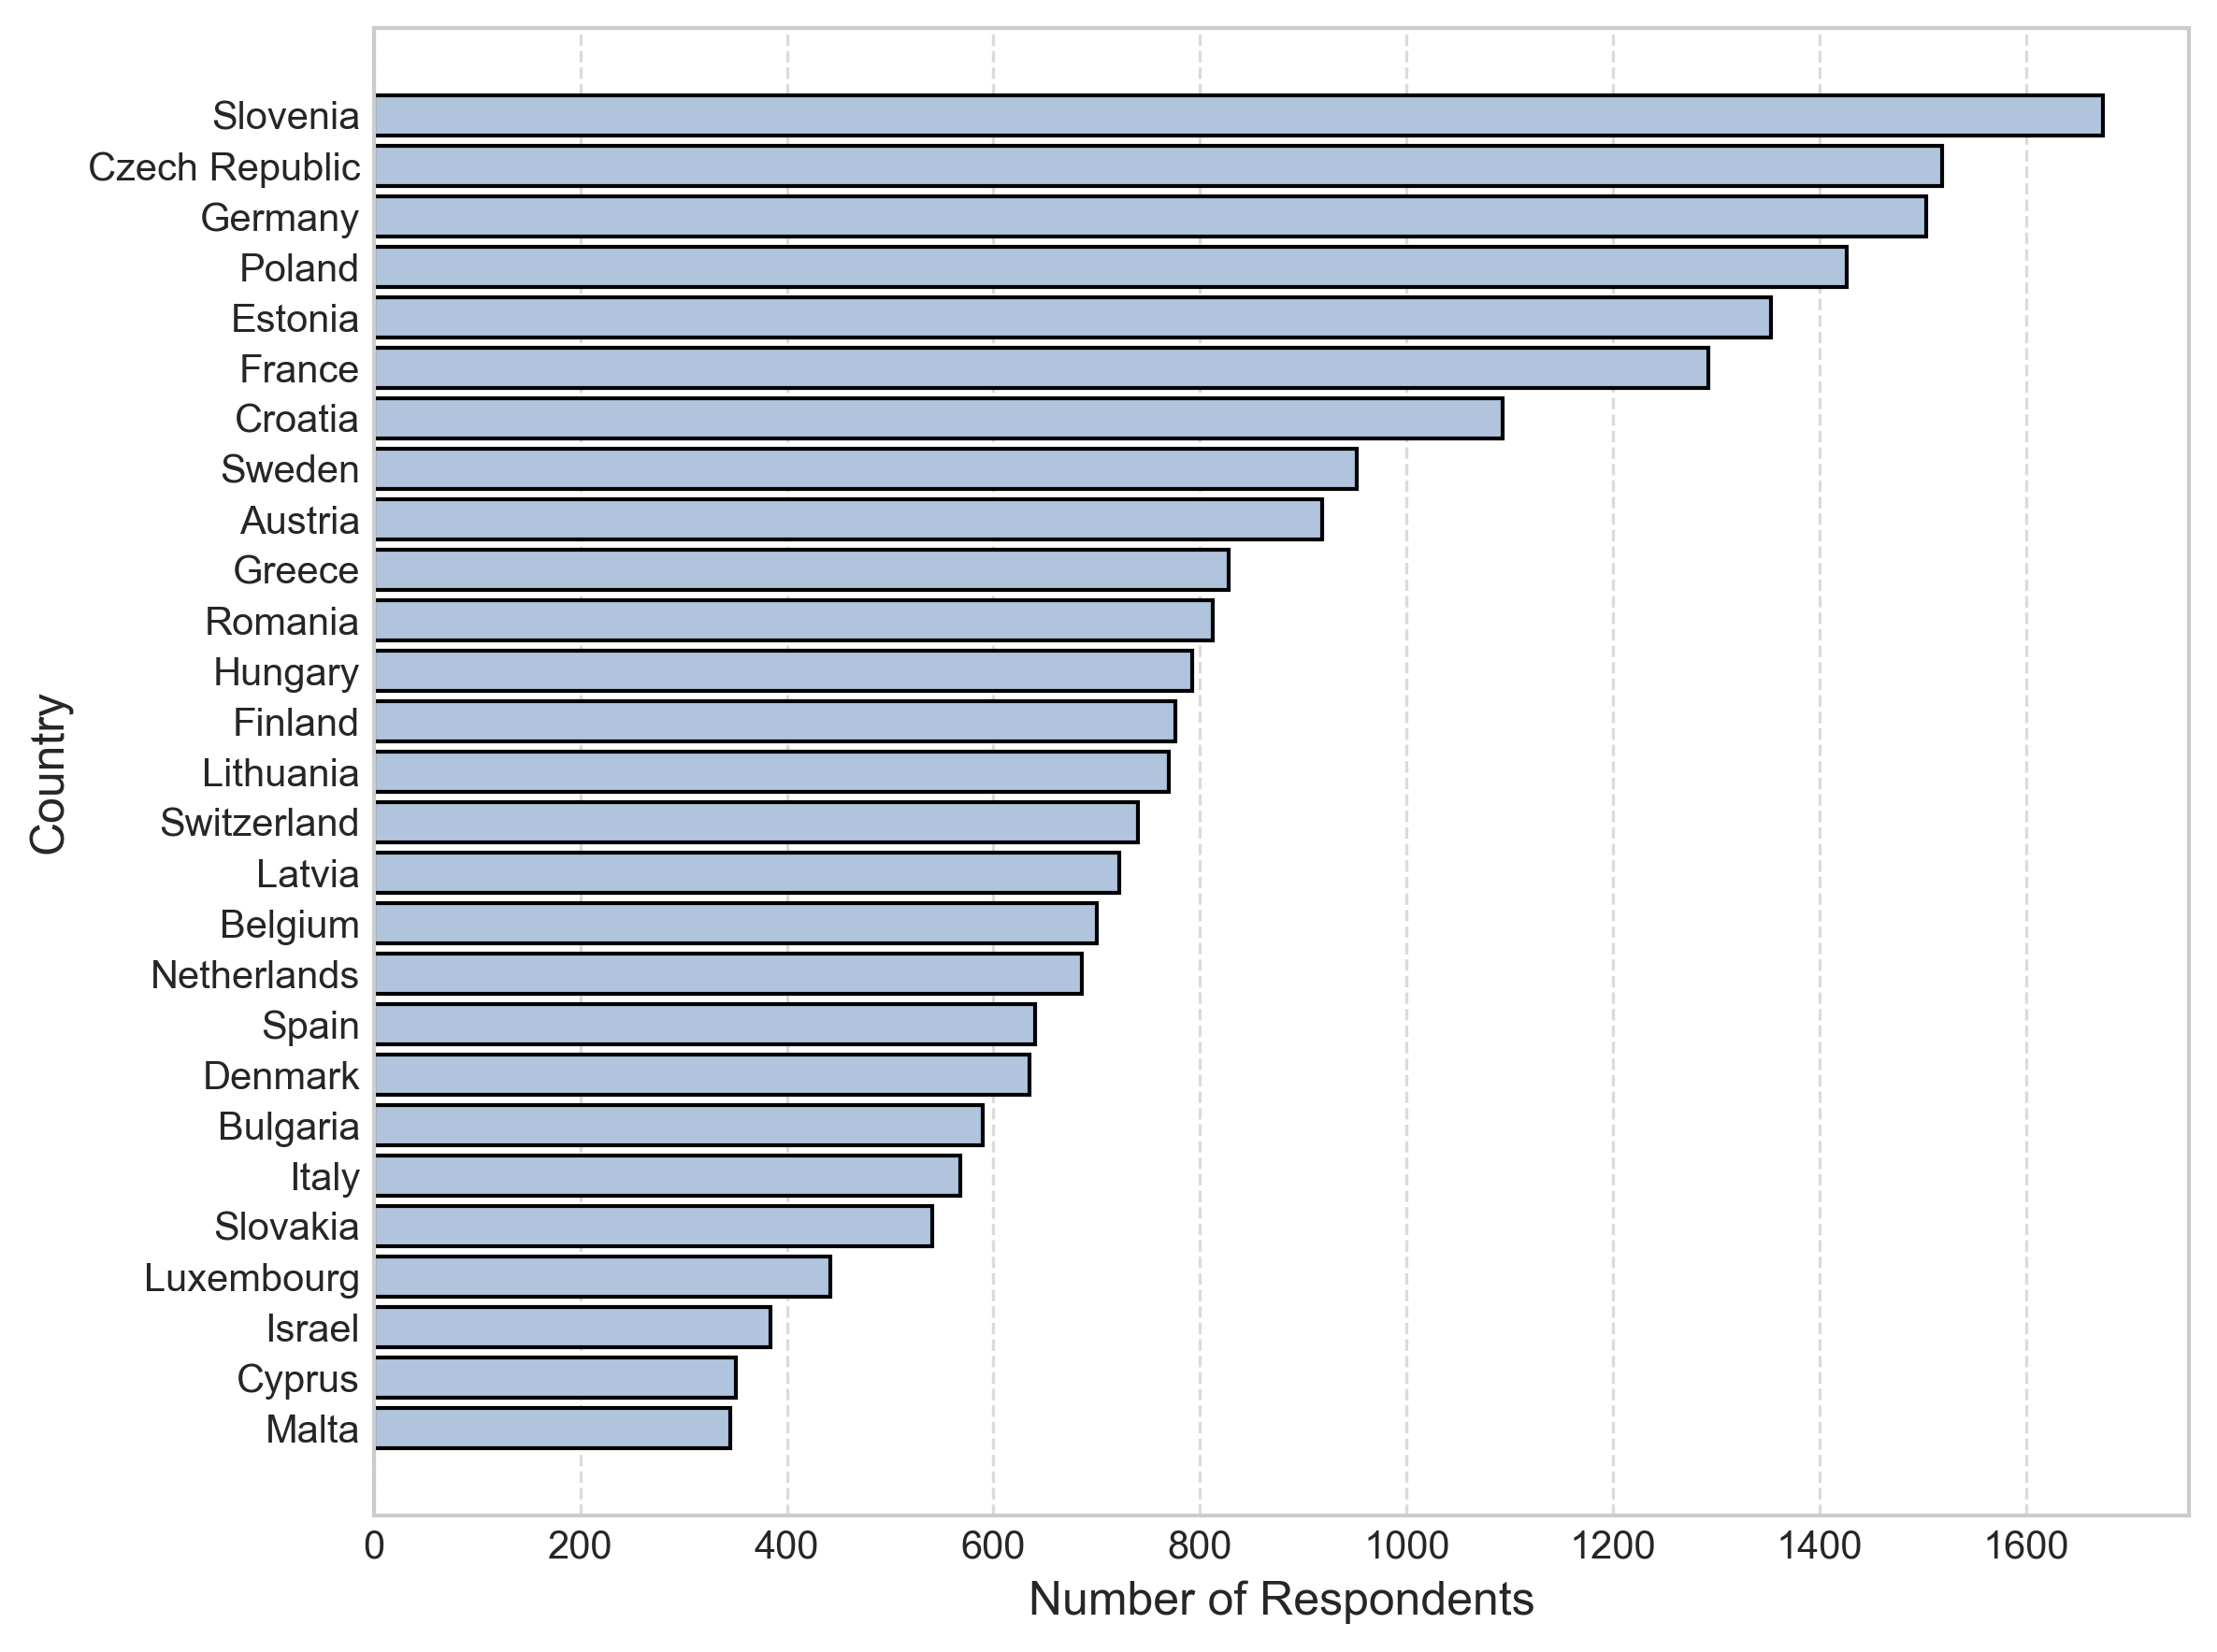 Slovenia
Czech Republic
Germany
Poland
Estonia
France
Croatia
Sweden
Austria
Greece
Romania
Hungary
Finland
Lithuania
Switzerland
Latvia
Belgium
Netherlands
Spain
Denmark
Bulgaria
Italy
Slovakia
Luxembourg
Israel
Cyprus
Malta
Country
0 200 400 600 800 1000 1200 1400 1600
Number of Respondents